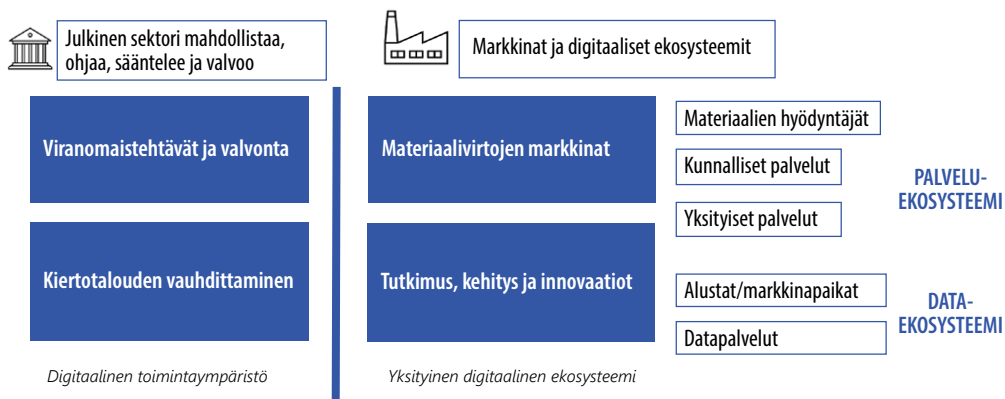 Julkinen sektori mahdollistaa,
ohjaa, sääntelee ja valvoo
Markkinat ja digitaaliset ekosysteemit
Viranomaistehtävät ja valvonta
Kiertotalouden vauhdittaminen
Digitaalinen toimintaympäristö
Materiaalivirtojen markkinat
Tutkimus, kehitys ja innovaatiot
Yksityinen digitaalinen ekosysteemi
Materiaalien hyödyntäjät
Kunnalliset palvelut
Yksityiset palvelut
PALVELU-
EKOSYSTEEMI
Alustat/markkinapaikat
Datapalvelut
DATA-
EKOSYSTEEMI